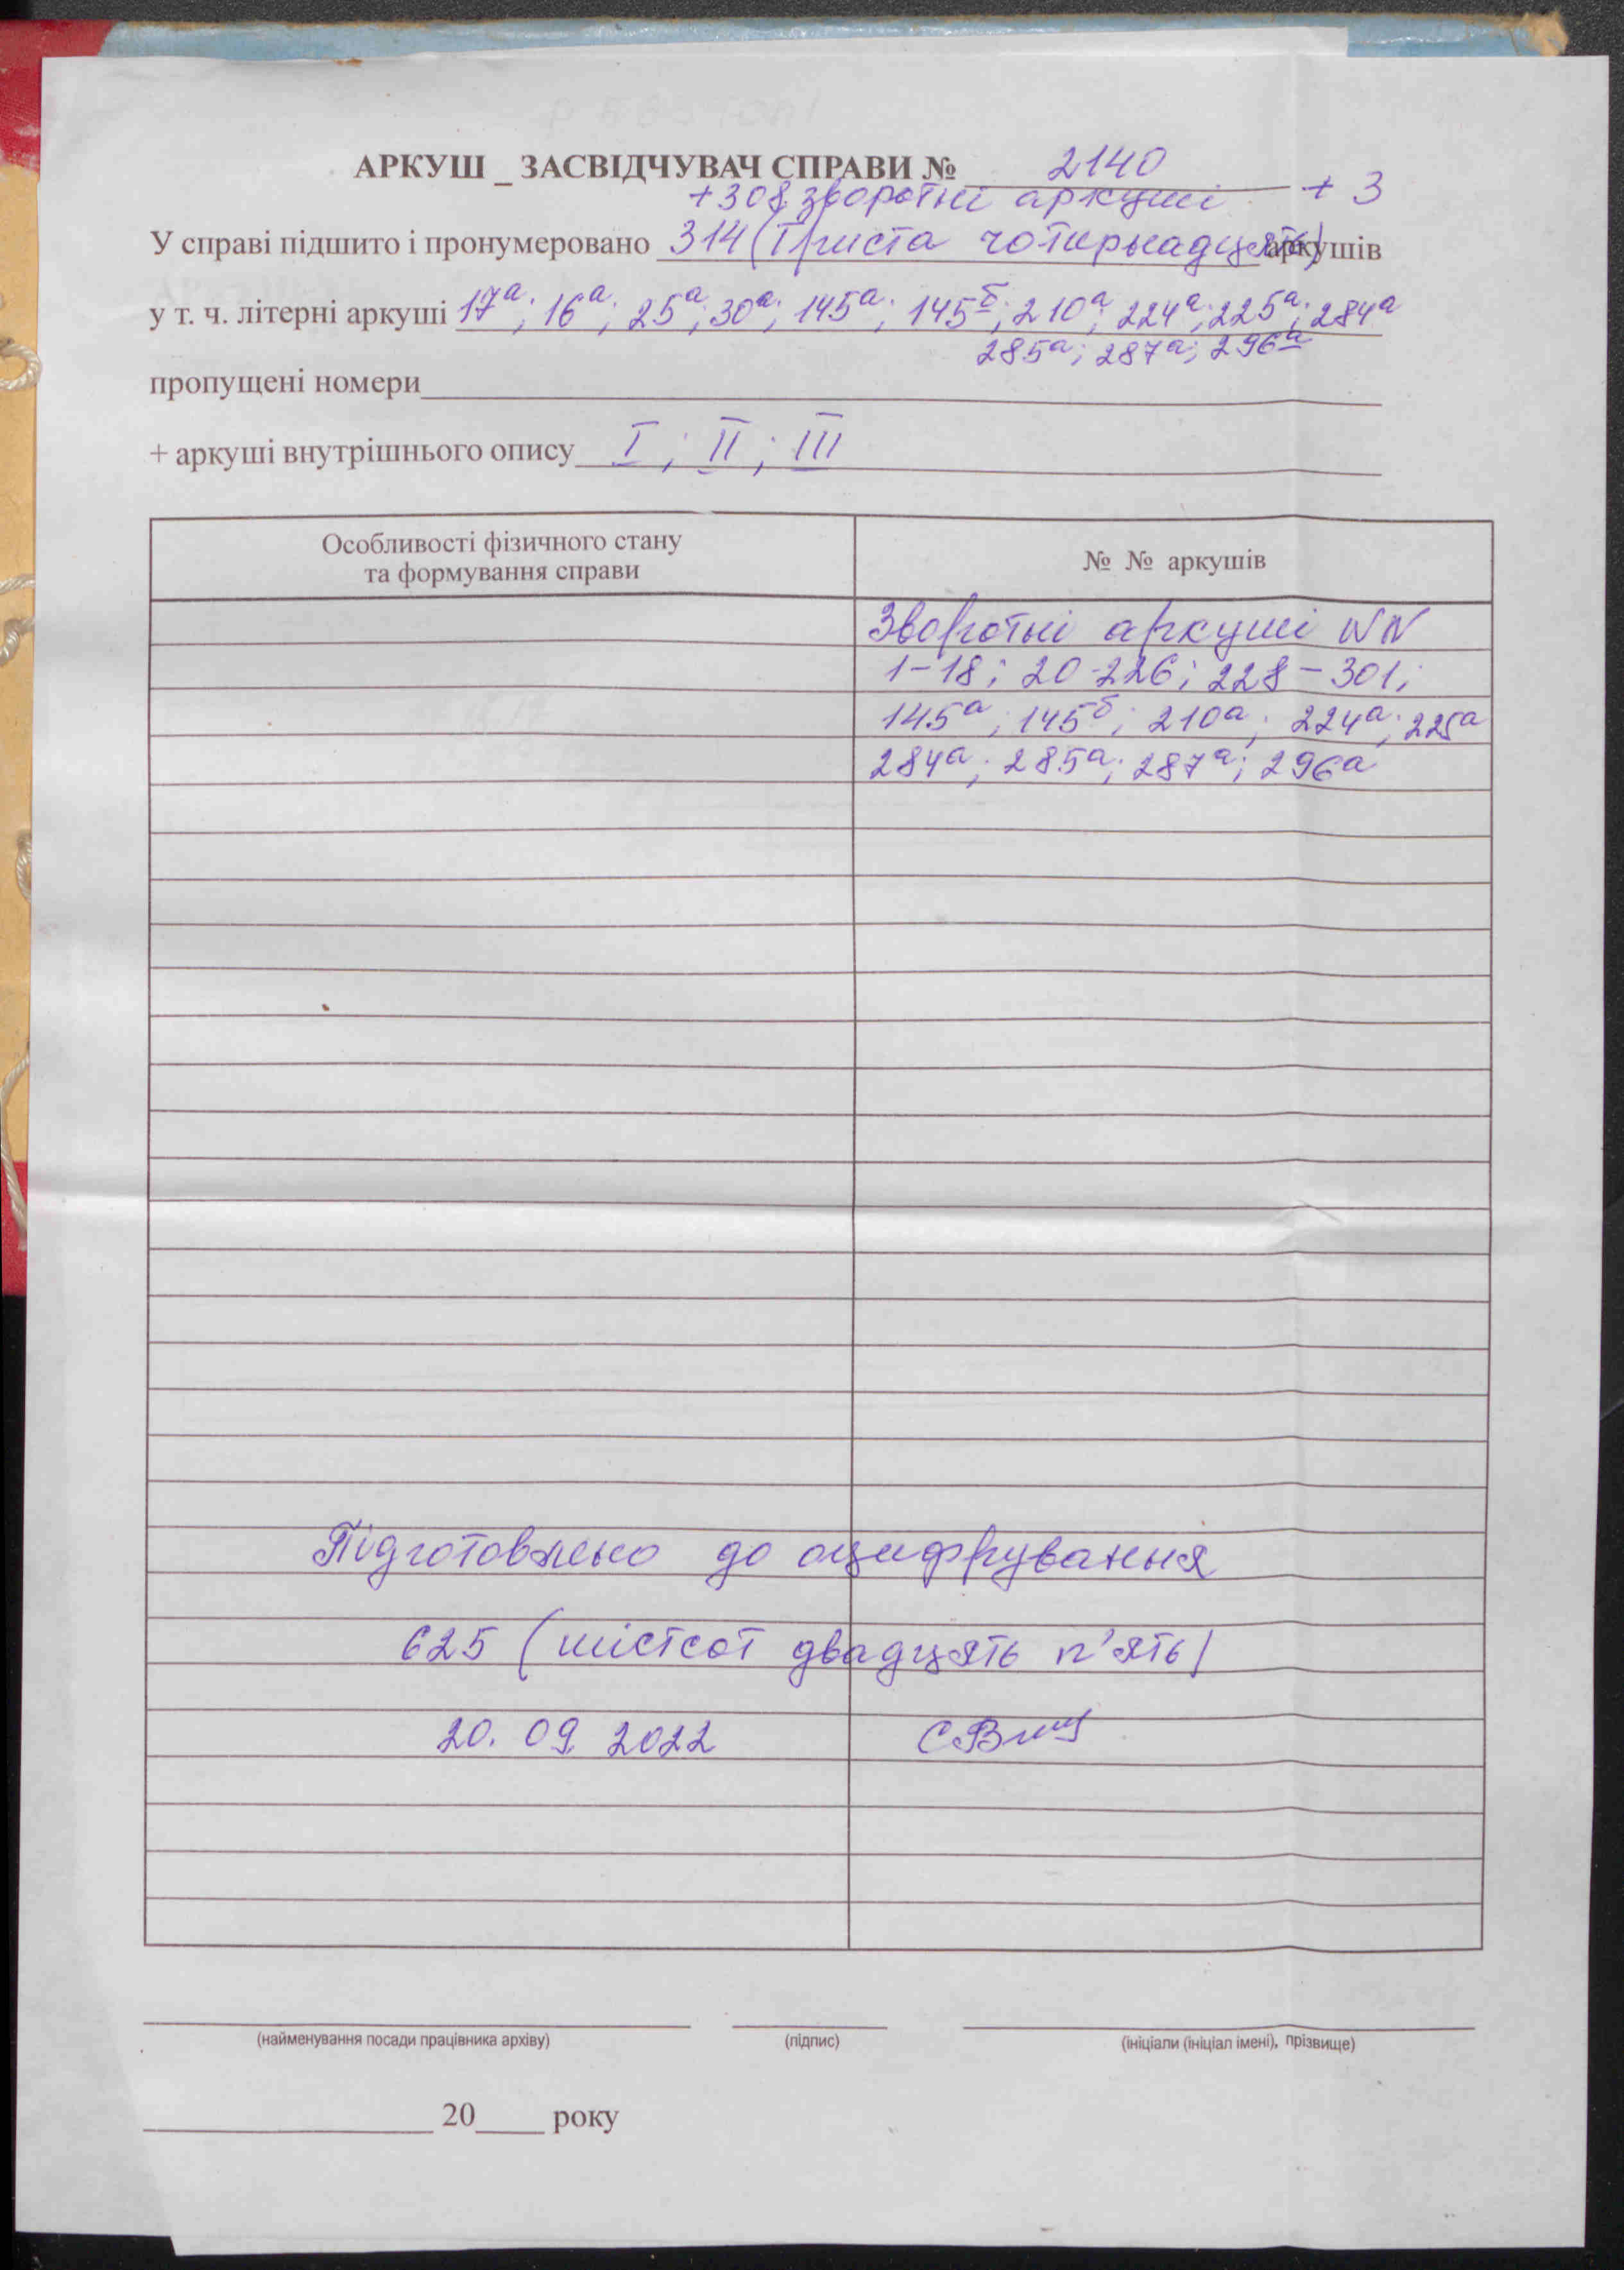 АРКУШ _ ЗАСВІДЧУВАЧ СПРАВИ № 2140
+308 зворотні аркуші + 3
У справі підшито і пронумеровано 314 (Триста чотирнадцять) аркушів
у т. ч. літерні аркуші 17а; 16а; 25а; 30а; 145а; 145б; 210а; 224а; 225а; 284а
285а; 287а; 296а
пропущені номери
+ аркуші внутрішнього опису I ; II ; III
Особливості фізичного стану
та формування справи
№ № аркушів
Зворотні аркуші NN
1-18; 20-226; 228-301;
145а; 145б; 210а; 224а; 225а
284а; 285а; 287а; 296а
Підготовлено до оцифрування
625 (шістсот двадцять п'ять)
20. 09. 2022
(найменування посади працівника архіву) (підпис) (ініціали (ініціал імені), прізвище)
20 року